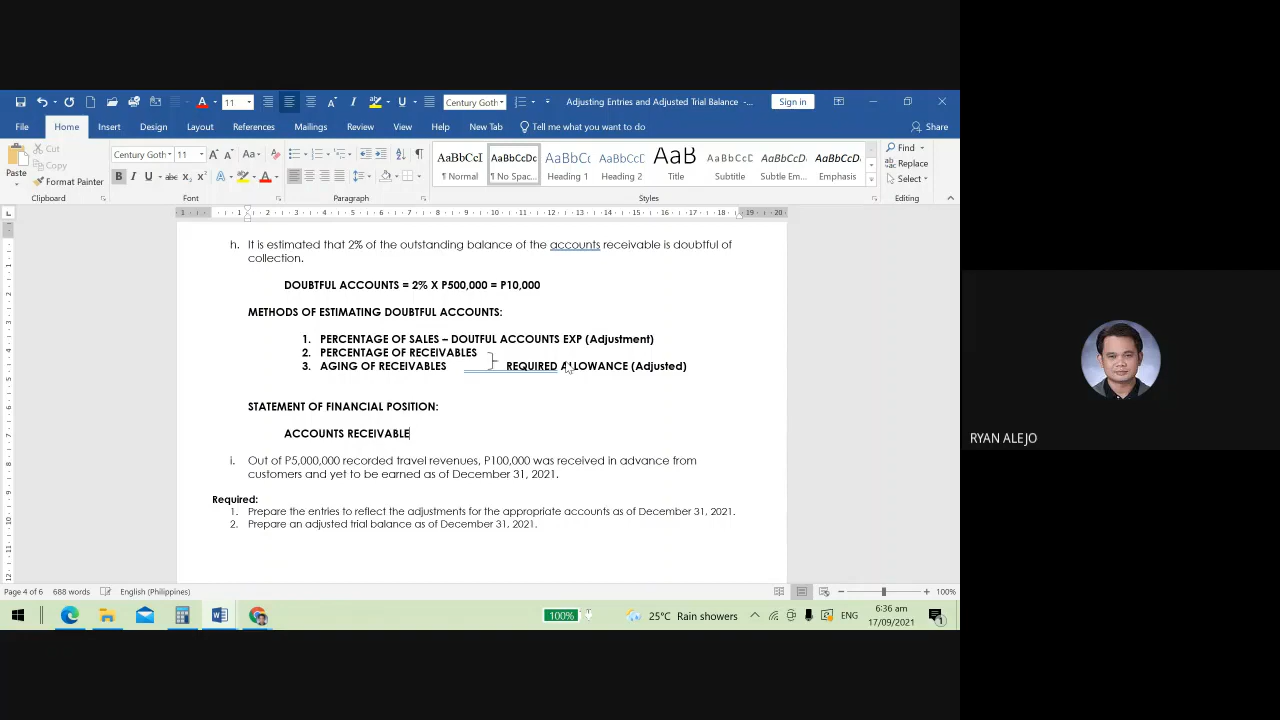 11
Century Goth
Adjusting Entries and Adjusted Trial Balance -...
Sign in
File
Home
Insert
Design
Layout
References
Mailings
Review
View
Help
New Tab
Tell me what you want to do
Share
Paste
Cut
Copy
Format Painter
Century Goth
11
AaBbCcI
¶ Normal
AaBbCcDc
¶ No Spac...
AaBbCc
Heading 1
AaBbCcC
Heading 2
AaB
Title
AaBbCcC
Subtitle
AaBbCcD
Subtle Em...
AaBbCcD
Emphasis
Find
Replace
Select
Clipboard
Font
Paragraph
Styles
Editing
h. It is estimated that 2% of the outstanding balance of the accounts receivable is doubtful of
collection.
DOUBTFUL ACCOUNTS = 2% X P500,000 = P10,000
METHODS OF ESTIMATING DOUBTFUL ACCOUNTS:
1. PERCENTAGE OF SALES – DOUTFUL ACCOUNTS EXP (Adjustment)
2. PERCENTAGE OF RECEIVABLES
3. AGING OF RECEIVABLES REQUIRED ALLOWANCE (Adjusted)
STATEMENT OF FINANCIAL POSITION:
ACCOUNTS RECEIVABLE
i. Out of P5,000,000 recorded travel revenues, P100,000 was received in advance from
customers and yet to be earned as of December 31, 2021.
Required:
1. Prepare the entries to reflect the adjustments for the appropriate accounts as of December 31, 2021.
2. Prepare an adjusted trial balance as of December 31, 2021.
RYAN ALEJO
Page 4 of 6
688 words
English (Philippines)
100%
100%
25°C Rain showers
ENG
6:36 am
17/09/2021